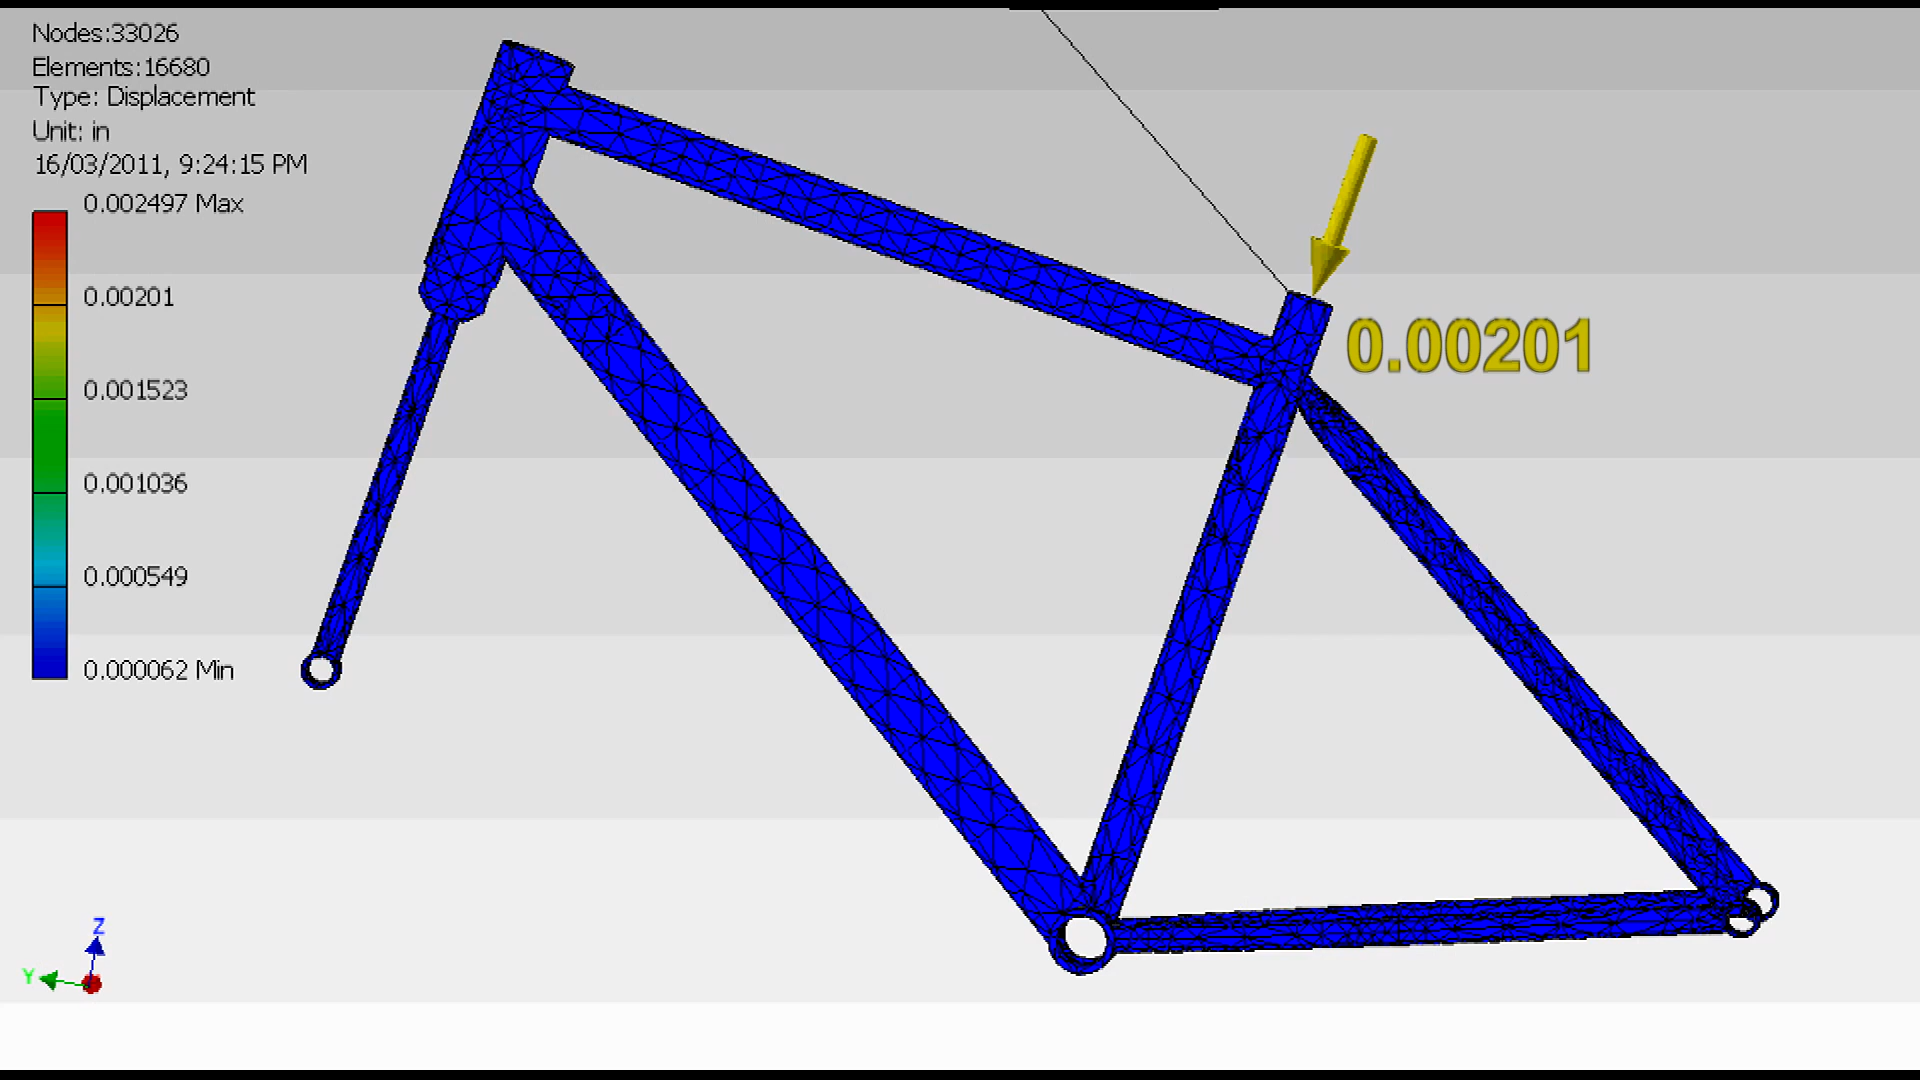 Nodes:33026
Elements:16680
Type: Displacement
Unit: in
16/03/2011, 9:24:15 PM
0.002497 Max
0.00201
0.001523
0.001036
0.000549
0.000062 Min
0.00201
Z
Y